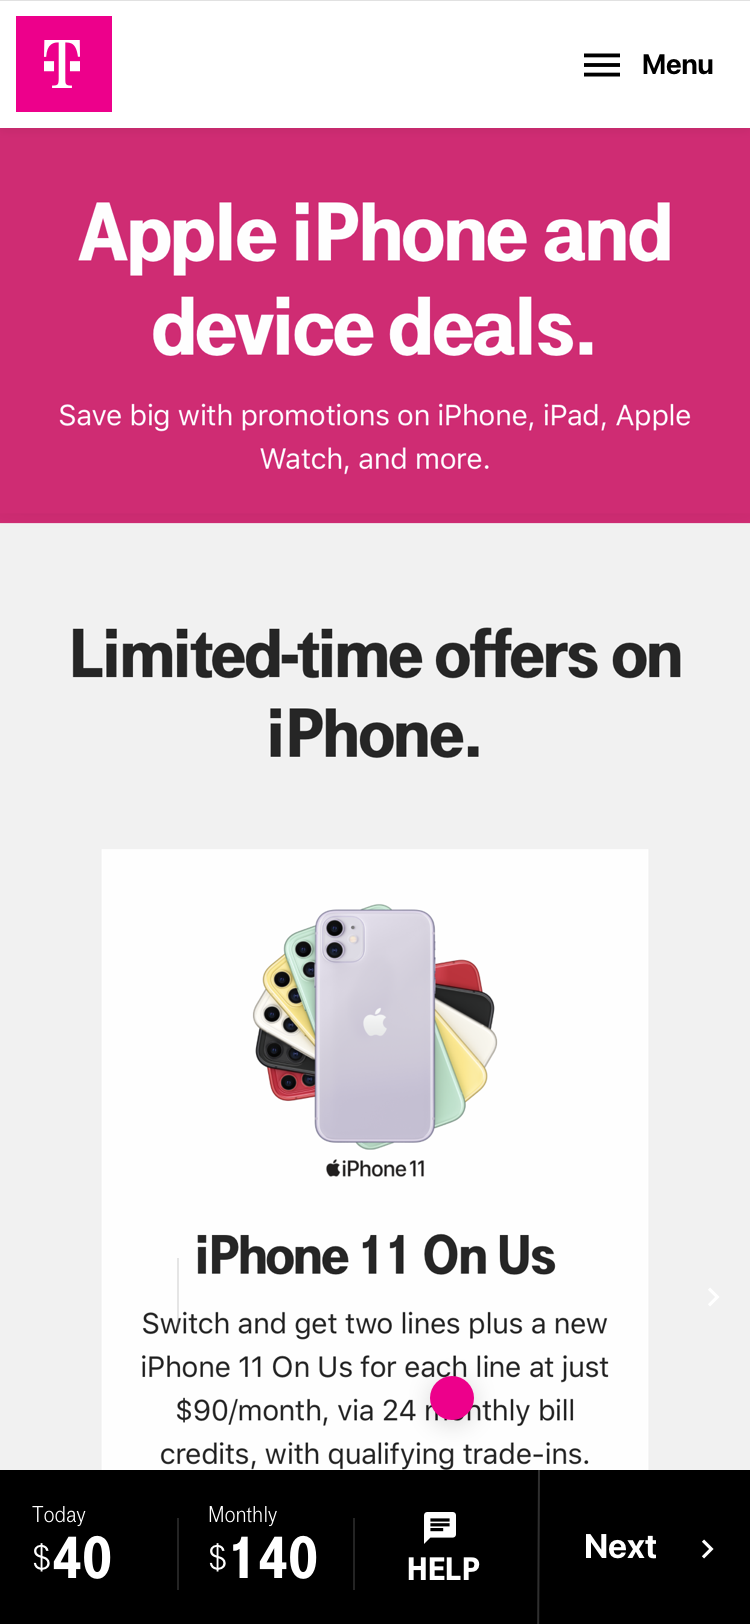 T
Menu
Apple iPhone and
device deals.
Save big with promotions on iPhone, iPad, Apple
Watch, and more.
Limited-time offers on
iPhone.
iPhone 11
iPhone 11 On Us
Switch and get two lines plus a new
iPhone 11 On Us for each line at just
$90/month, via 24 monthly bill
credits, with qualifying trade-ins.
Today
$40
Monthly
$140
HELP
Next